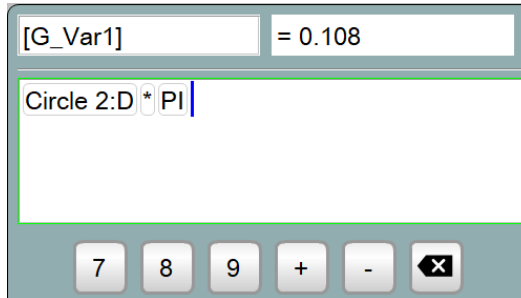 [G_Var1] = 0.108
Circle 2:D * PI
7 8 9 + -